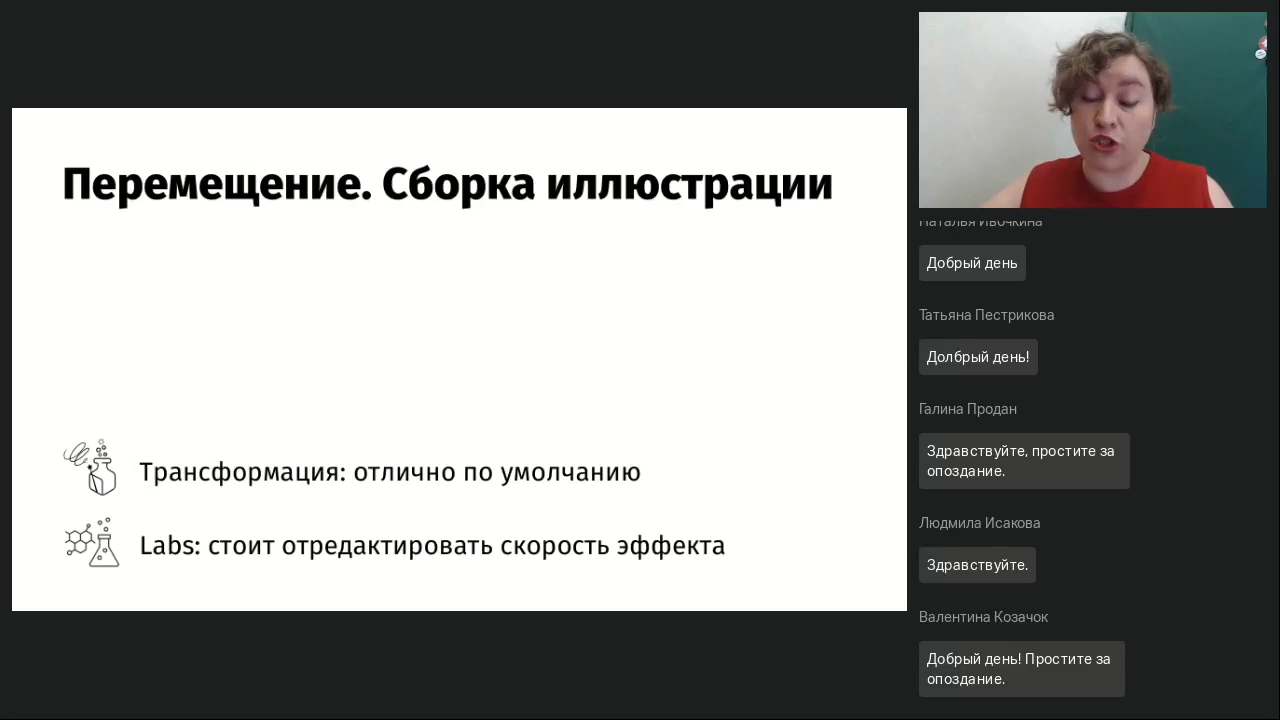 Перемещение. Сборка иллюстрации
Трансформация: отлично по умолчанию
Labs: стоит отредактировать скорость эффекта
Наталья Ивочкина
Добрый день
Татьяна Пестрикова
Долбрый день!
Галина Продан
Здравствуйте, простите за
опоздание.
Людмила Исакова
Здравствуйте.
Валентина Козачок
Добрый день! Простите за
опоздание.